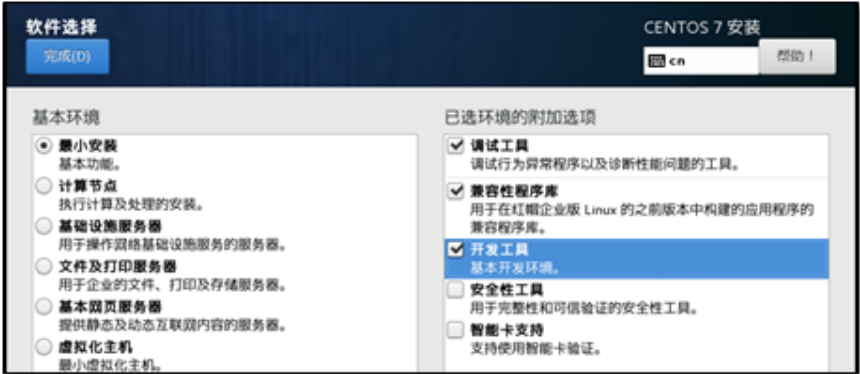 软件选择
完成(D)
CENTOS 7 安装
cn
帮助！
基本环境
最小安装
基本功能。
计算节点
执行计算及处理的安装。
基础设施服务器
用于操作网络基础设施服务的服务器。
文件及打印服务器
用于企业的文件、打印及存储服务器。
基本网页服务器
提供静态及动态互联网内容的服务器。
虚拟化主机
最小虚拟化主机。
已选环境的附加选项
调试工具
调试行为异常程序以及诊断性能问题的工具。
兼容性程序库
用于在红帽企业版 Linux 的之前版本中构建的应用程序的
兼容程序库。
开发工具
基本开发环境。
安全性工具
用于完整性和可信验证的安全性工具。
智能卡支持
支持使用智能卡验证。